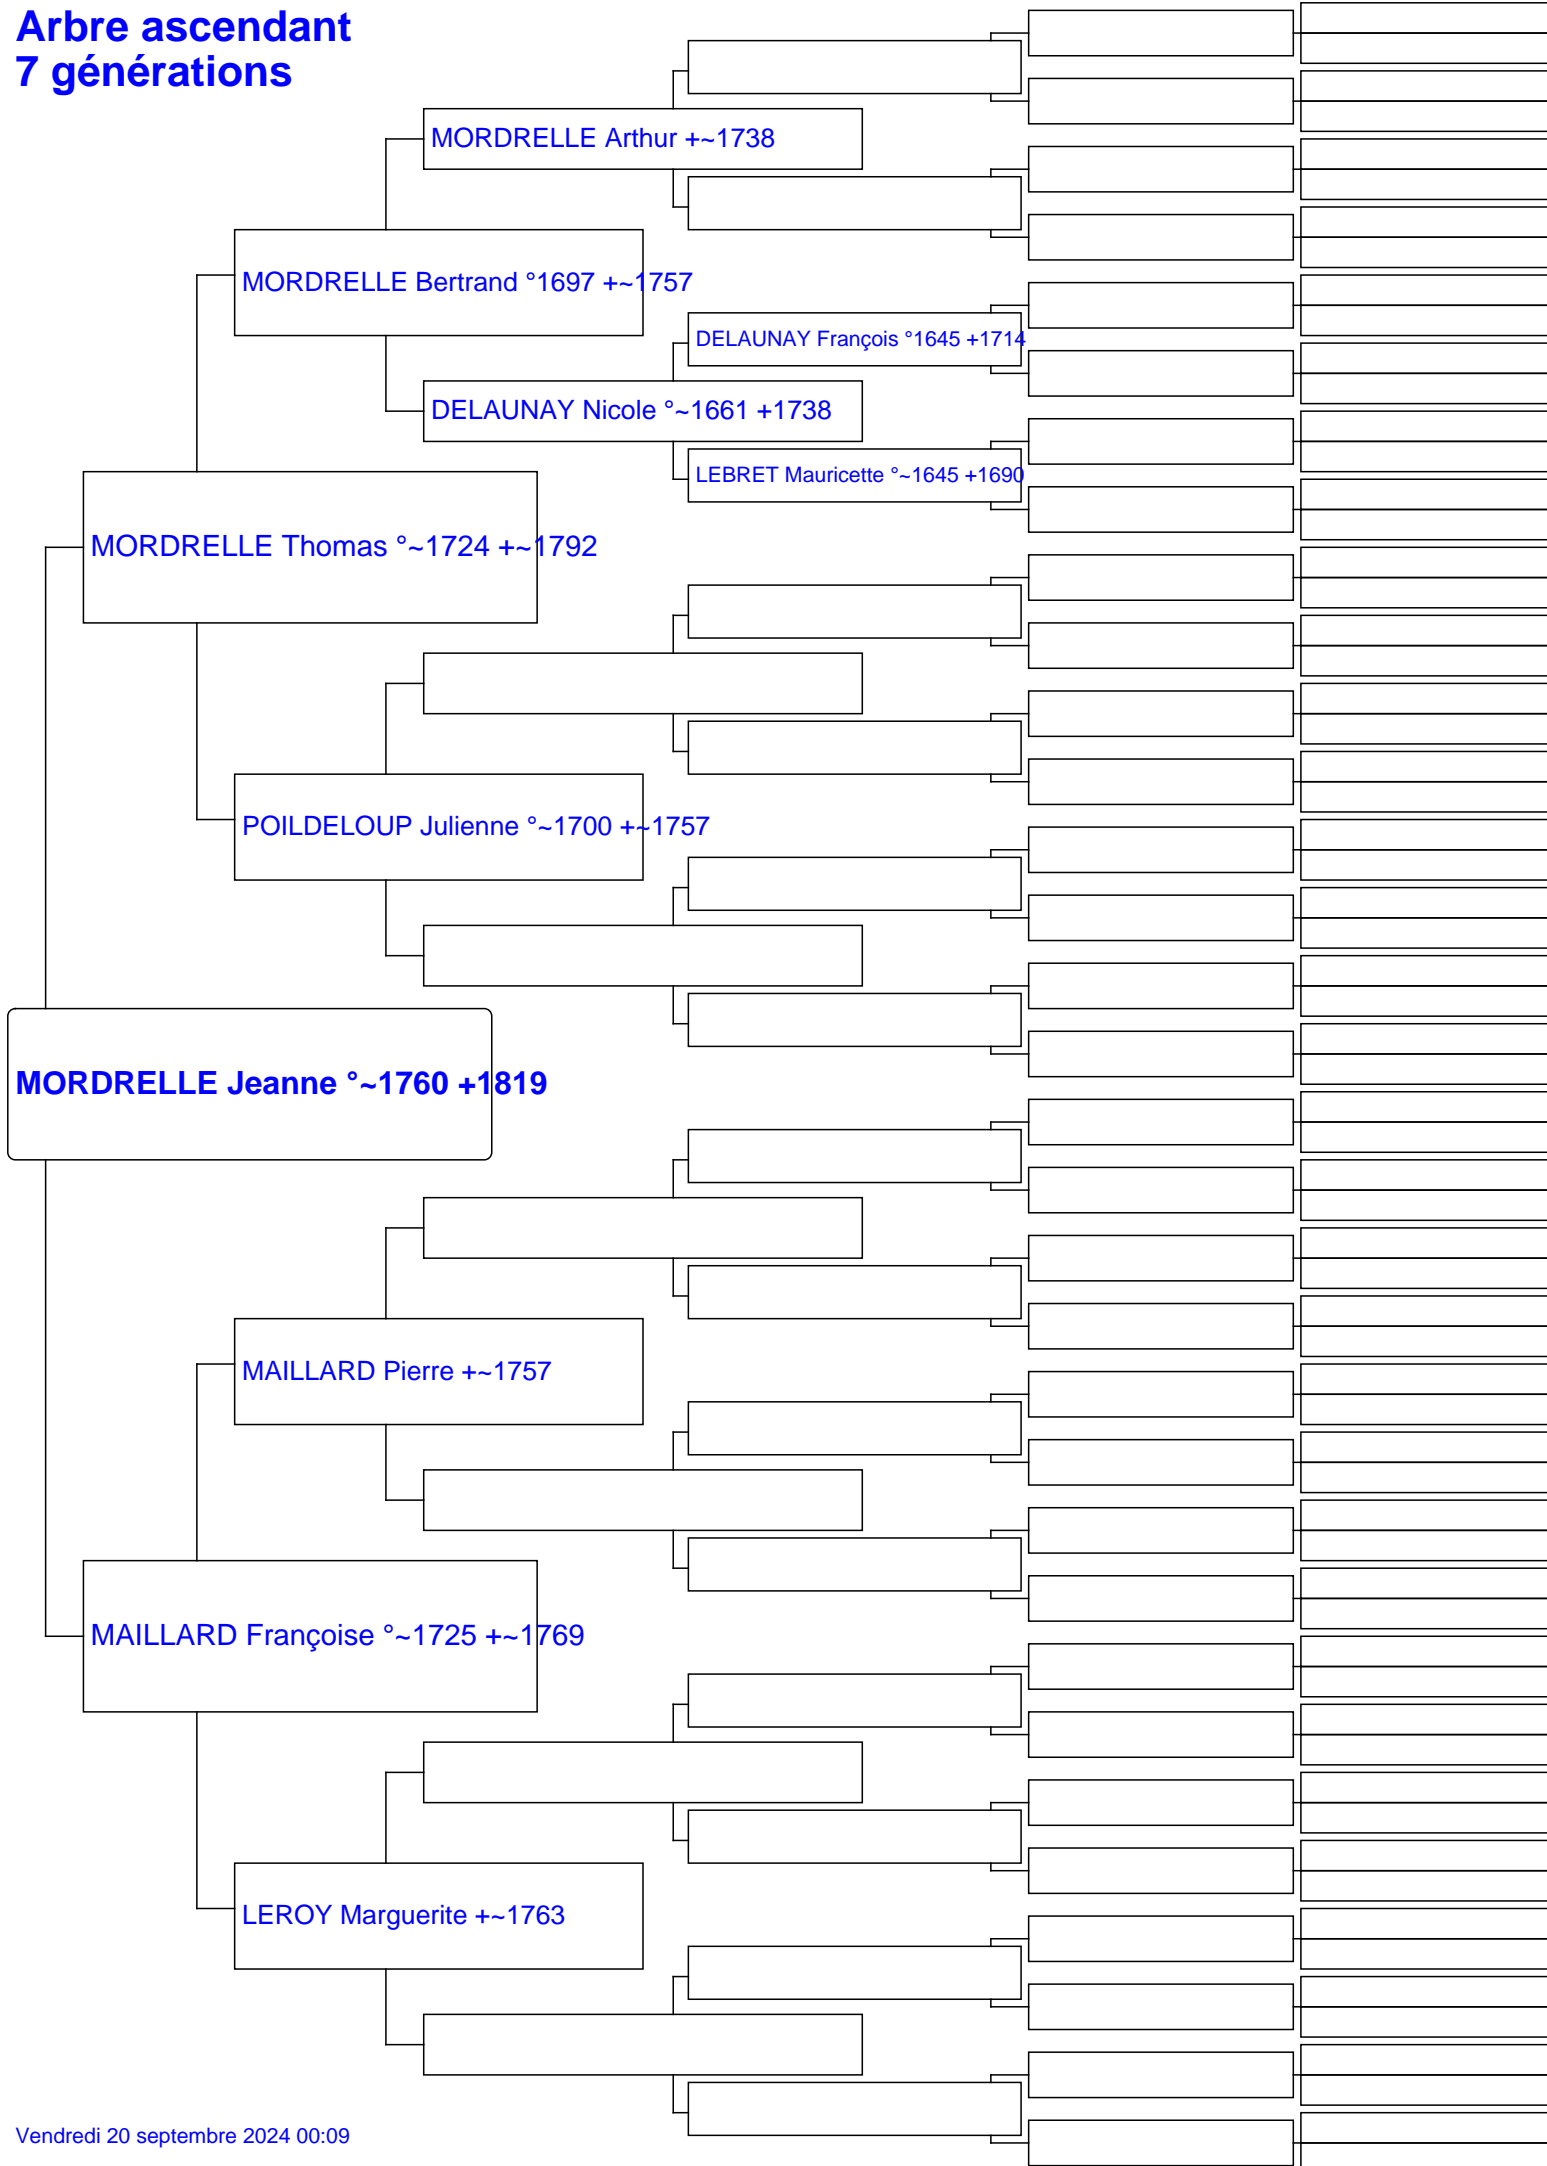 Arbre ascendant
7 générations
MORDRELLE Arthur +~1738
MORDRELLE Bertrand °1697 +~1757
DELAUNAY François °1645 +1714
DELAUNAY Nicole °~1661 +1738
LEBRET Mauricette °~1645 +1690
MORDRELLE Thomas °~1724 +~1792
POILDELOUP Julienne °~1700 +~1757
MORDRELLE Jeanne °~1760 +1819
MAILLARD Pierre +~1757
MAILLARD Françoise °~1725 +~1769
LEROY Marguerite +~1763
Vendredi 20 septembre 2024 00:09